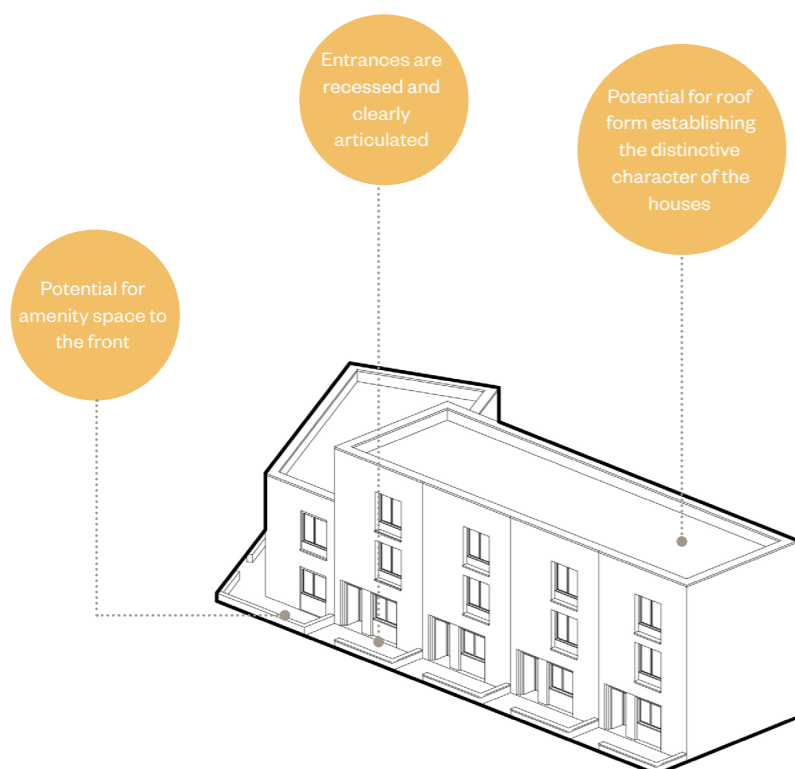 Entrances are
recessed and
clearly
articulated
Potential for roof
form establishing
the distinctive
character of the
houses
Potential for
amenity space to
the front